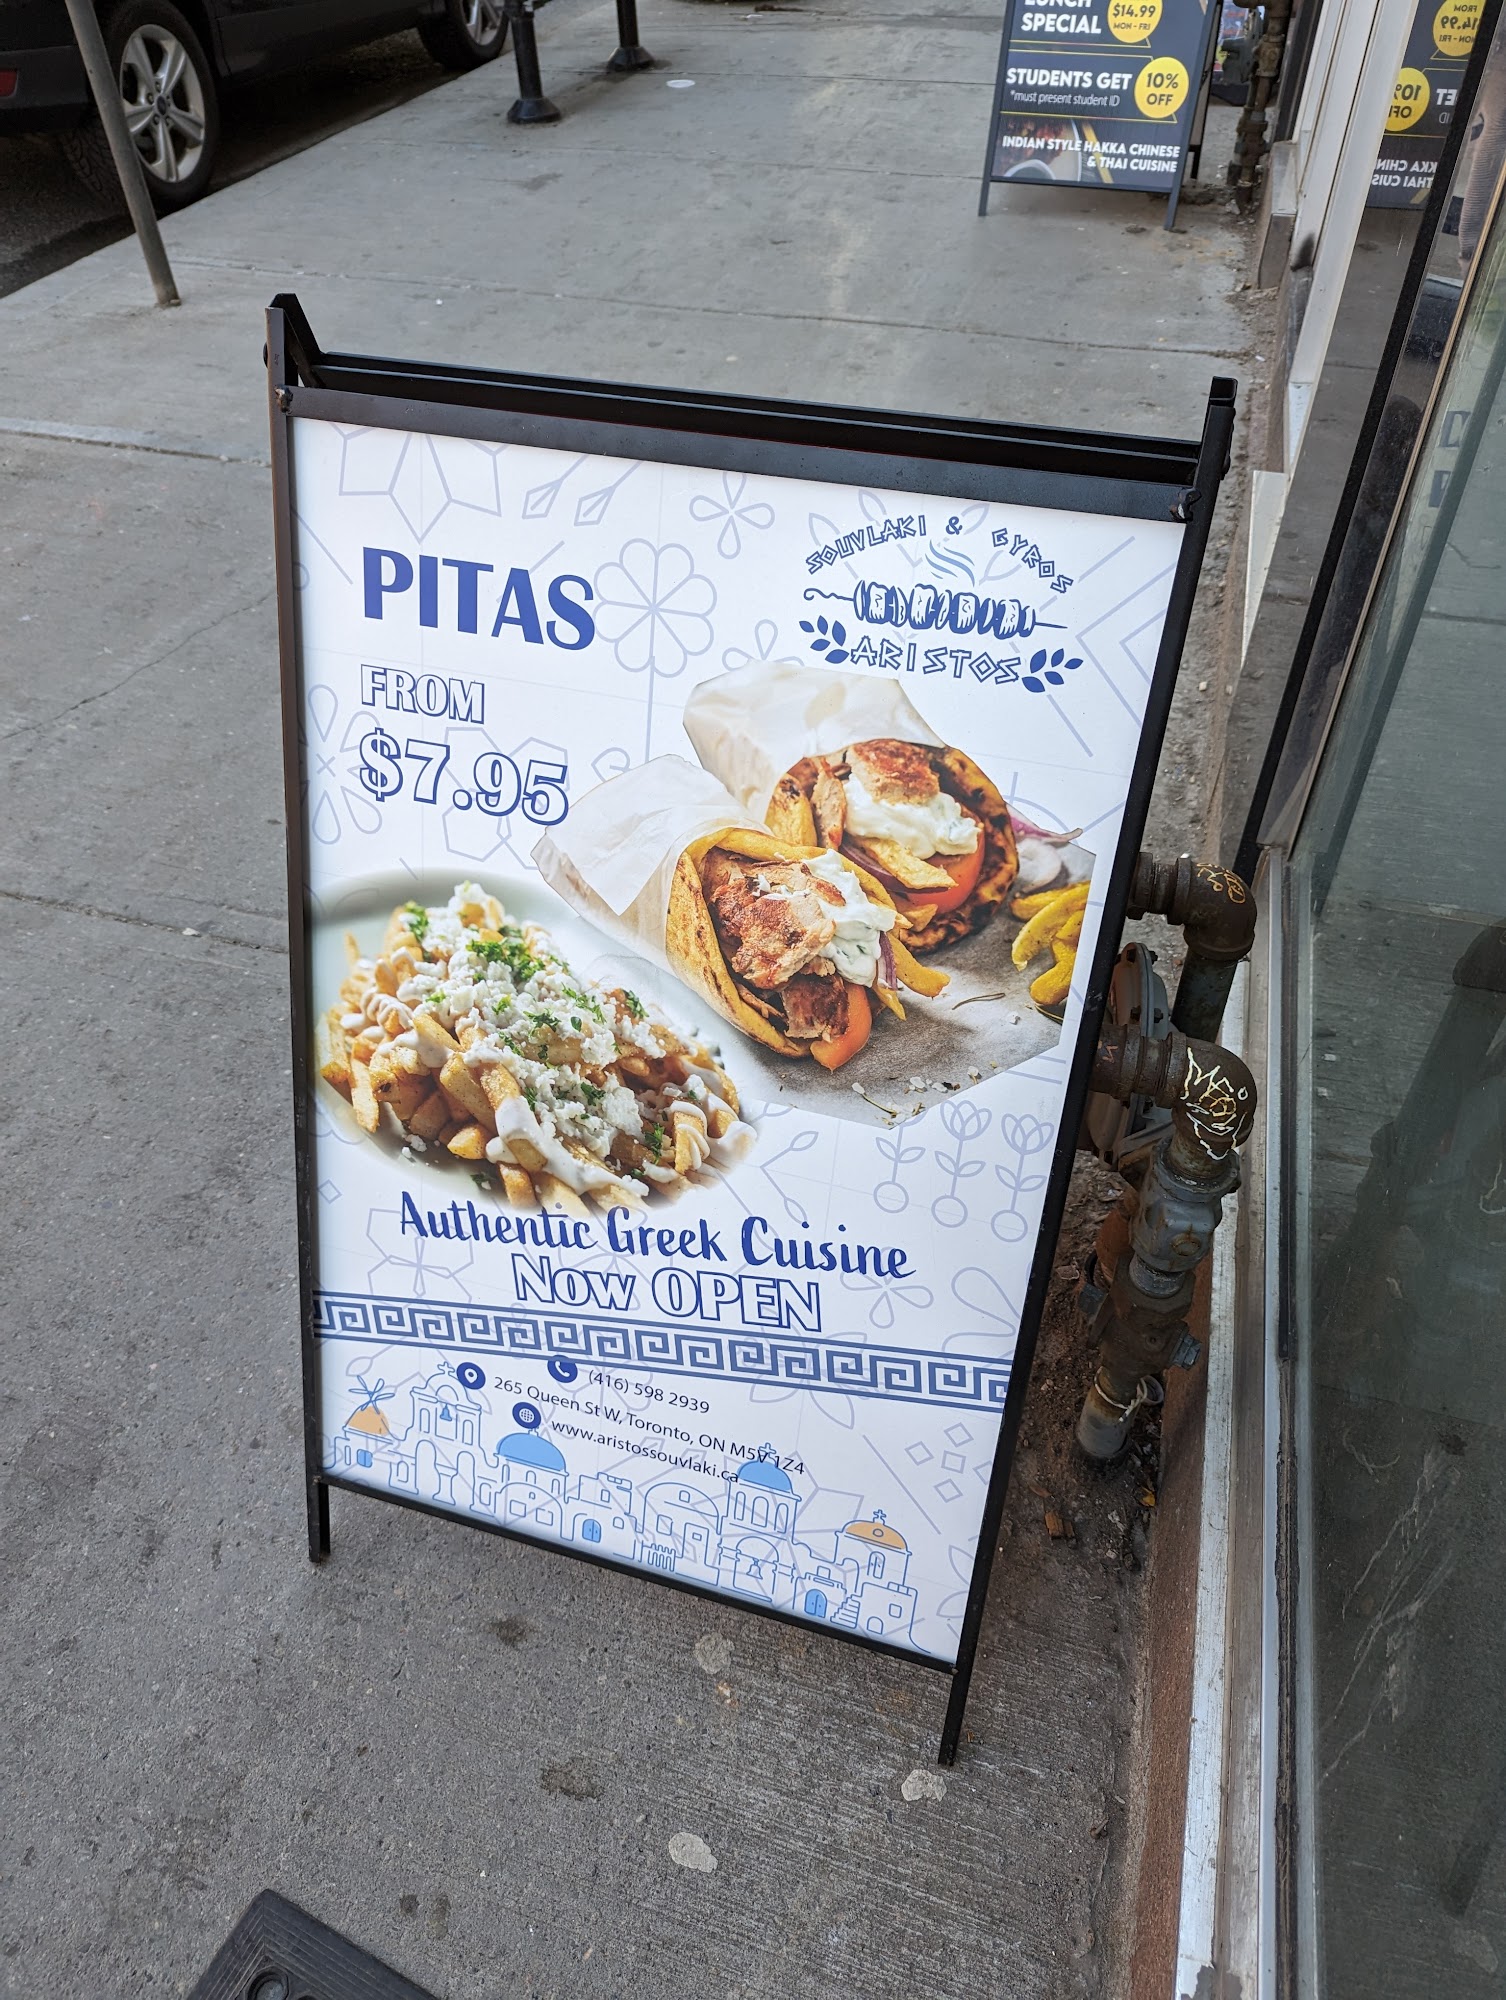 LUNCH
SPECIAL
$14.99
MON - FRI
STUDENTS GET
10%
OFF
*must present student ID
INDIAN STYLE HAKKA CHINESE
& THAI CUISINE
SOUVLAKI & GYROS
ARISTOS
PITAS
FROM
$7.95
Authentic Greek Cuisine
Now OPEN
(416) 598 2939
265 Queen St W, Toronto, ON M5V 1Z4
www.aristossouvlaki.ca